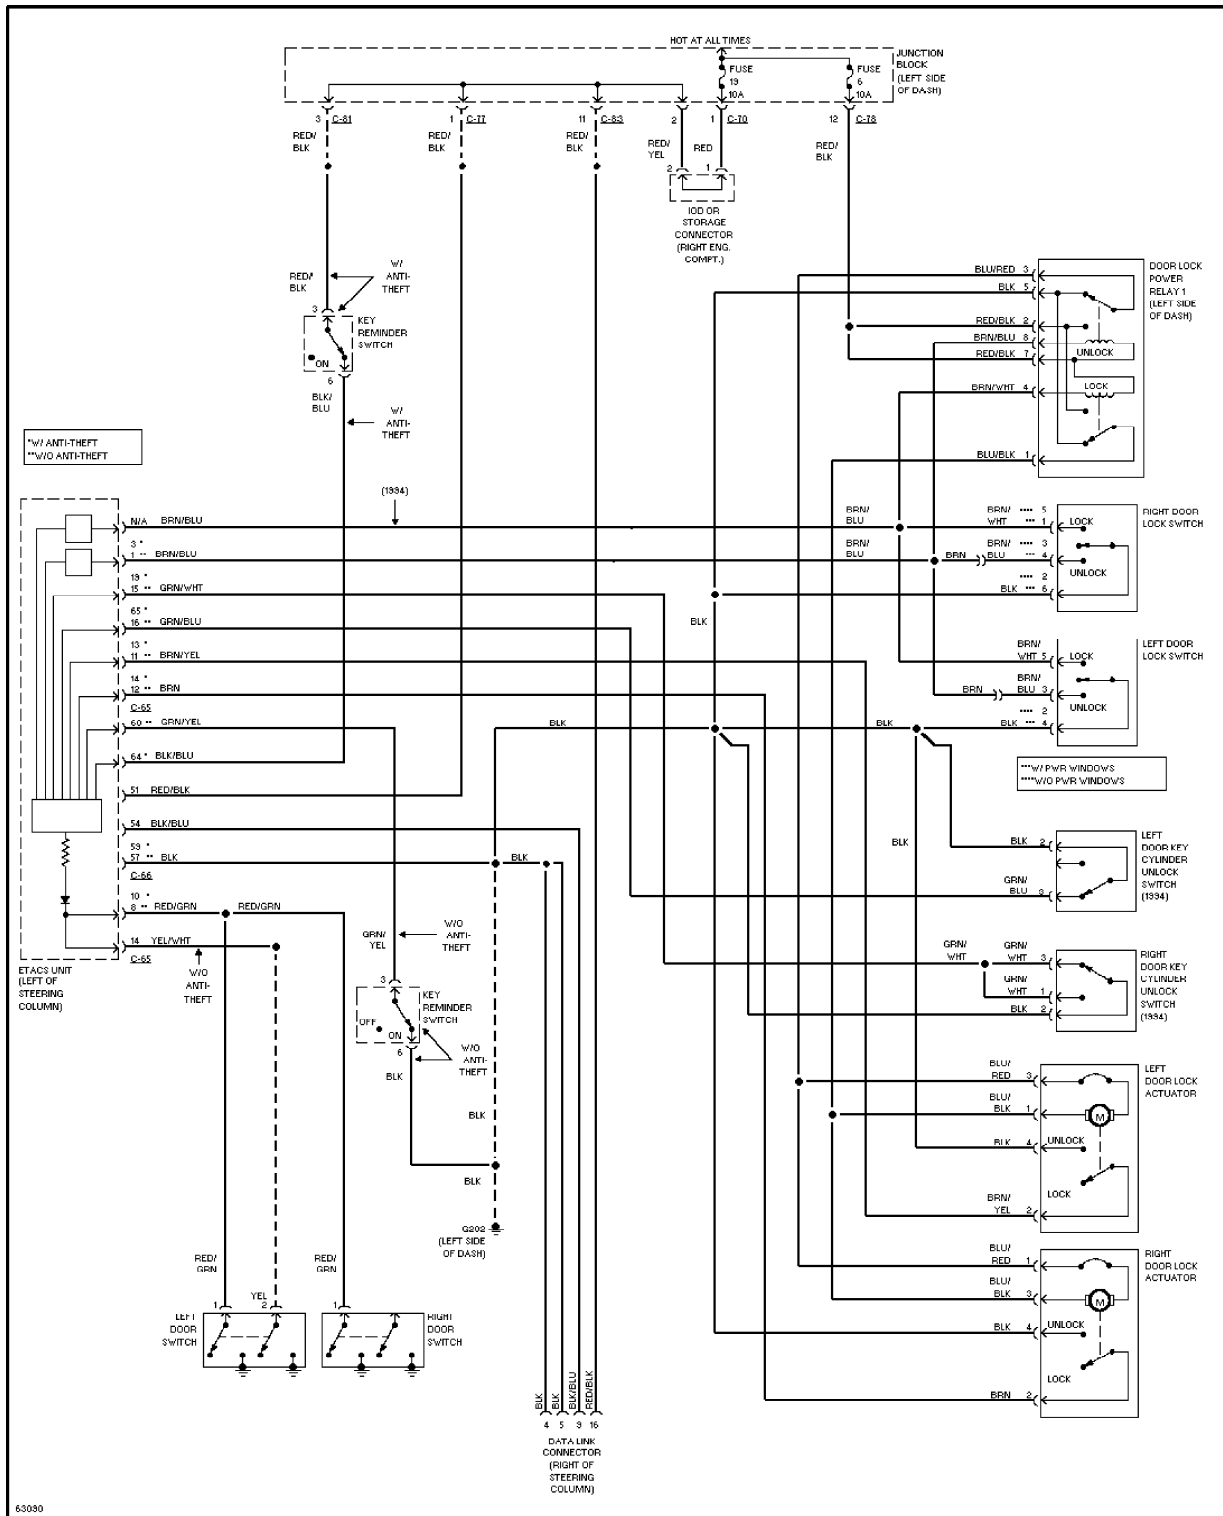 HOT AT ALL TIMES
JUNCTION
BLOCK
(LEFT SIDE
OF DASH)
FUSE
19
10A
FUSE
6
10A
3 C-81
1 C-77
11 C-83
2
1 C-70
12 C-78
RED/
BLK
RED/
BLK
RED/
BLK
RED/
YEL
RED
RED/
BLK
2 1
IOD OR
STORAGE
CONNECTOR
(RIGHT ENG.
COMPT.)
RED/
BLK
W/
ANTI-
THEFT
3
KEY
REMINDER
SWITCH
ON
6
BLK/
BLU
W/
ANTI-
THEFT
BLU/RED 3
BLK 5
RED/BLK 2
BRN/BLU 8
RED/BLK 7
BRN/WHT 4
BLU/BLK 1
UNLOCK
LOCK
DOOR LOCK
POWER
RELAY 1
(LEFT SIDE
OF DASH)
*W/ ANTI-THEFT
**W/O ANTI-THEFT
(1994)
N/A BRN/BLU
3 *
1 ** BRN/BLU
19 *
15 ** GRN/WHT
65 *
16 ** GRN/BLU
13 *
11 ** BRN/YEL
14 *
12 ** BRN
C-65
60 ** GRN/YEL
64 * BLK/BLU
51 RED/BLK
54 BLK/BLU
59 *
57 ** BLK
C-66
10 *
8 ** RED/GRN
RED/GRN
14 YEL/WHT
C-65
ETACS UNIT
(LEFT OF
STEERING
COLUMN)
W/O
ANTI-
THEFT
BRN/
BLU
BRN/
BLU
BRN
BRN/ **** 5
WHT *** 1
BRN/ **** 3
BLU *** 4
**** 2
BLK *** 6
LOCK
UNLOCK
RIGHT DOOR
LOCK SWITCH
BLK
BRN/
WHT 5
BRN
BRN/
BLU 3
**** 2
BLK *** 4
LOCK
UNLOCK
LEFT DOOR
LOCK SWITCH
BLK
BLK
***W/ PWR WINDOWS
****W/O PWR WINDOWS
BLK
BLK
BLK 2
GRN/
BLU 3
LEFT
DOOR KEY
CYLINDER
UNLOCK
SWITCH
(1994)
GRN/
WHT
GRN/
WHT 3
GRN/
WHT 1
BLK 2
RIGHT
DOOR KEY
CYLINDER
UNLOCK
SWITCH
(1994)
GRN/
YEL
W/O
ANTI-
THEFT
3
KEY
REMINDER
SWITCH
OFF
ON
6
W/O
ANTI-
THEFT
BLK
BLK
BLK
G202
(LEFT SIDE
OF DASH)
BLU/
RED 3
BLU/
BLK 1
BLK 4
UNLOCK
LOCK
BRN/
YEL 2
M
LEFT
DOOR LOCK
ACTUATOR
BLU/
RED 1
BLU/
BLK 3
BLK 4
UNLOCK
LOCK
BRN 2
M
RIGHT
DOOR LOCK
ACTUATOR
RED/
GRN
YEL
RED/
GRN
1 2
1
LEFT
DOOR
SWITCH
RIGHT
DOOR
SWITCH
BLK
BLK
BLK/BLU
RED/BLK
4 5 9 16
DATA LINK
CONNECTOR
(RIGHT OF
STEERING
COLUMN)
63090